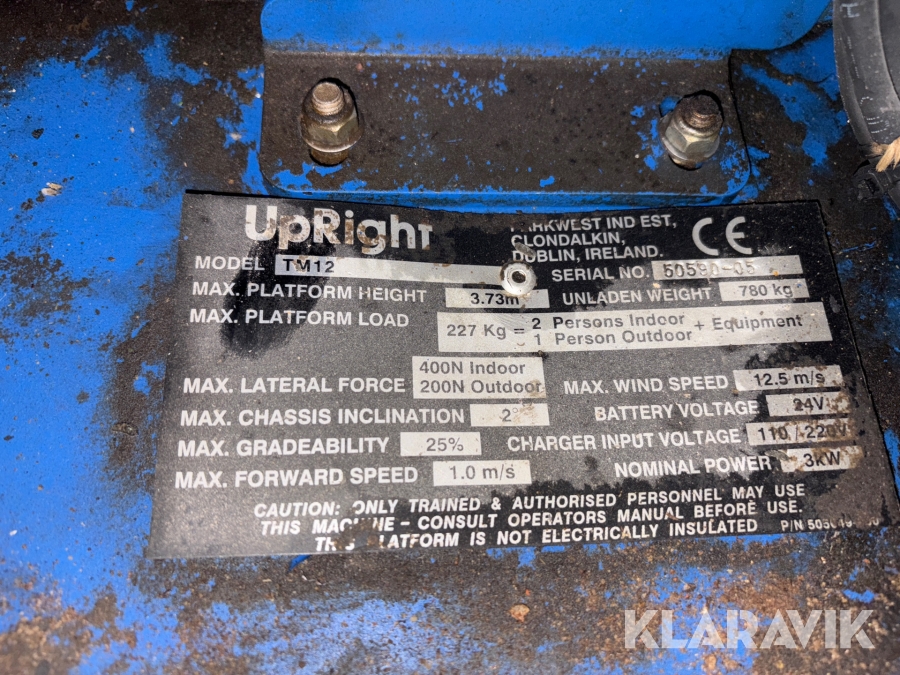 UpRight
PARKWEST IND EST,
CLONDALKIN,
DUBLIN, IRELAND.
CE
MODEL TM12
SERIAL NO. 50590-05
MAX. PLATFORM HEIGHT 3.73m
UNLADEN WEIGHT 780 kg
MAX. PLATFORM LOAD 227 Kg = 2 Persons Indoor + Equipment
1 Person Outdoor
MAX. LATERAL FORCE 400N Indoor
200N Outdoor
MAX. WIND SPEED 12.5 m/s
MAX. CHASSIS INCLINATION 2°
BATTERY VOLTAGE 24V
MAX. GRADEABILITY 25%
CHARGER INPUT VOLTAGE 110 / 220V
MAX. FORWARD SPEED 1.0 m/s
NOMINAL POWER 3kW
CAUTION: ONLY TRAINED & AUTHORISED PERSONNEL MAY USE
THIS MACHINE – CONSULT OPERATORS MANUAL BEFORE USE.
THIS PLATFORM IS NOT ELECTRICALLY INSULATED P/N
KLARAVIK